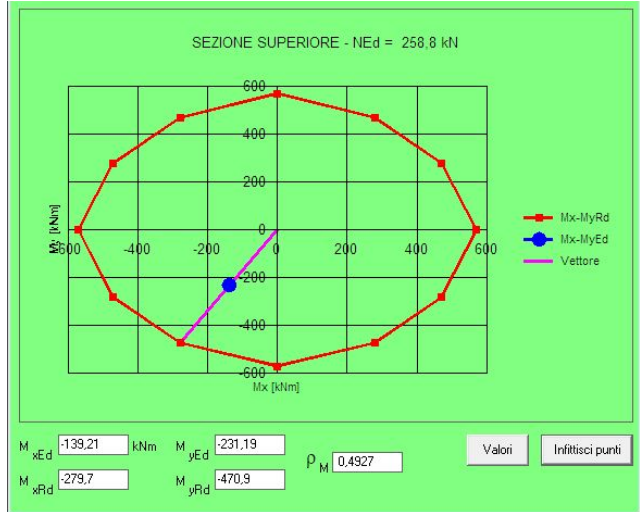 SEZIONE SUPERIORE - NEd = 258,8 kN
600
400
200
0
-600 -400 -200 0 200 400 600
-200
-400
-600
[kNm]
Mx [kNm]
Mx-MyRd
Mx-MyEd
Vettore
M xEd -139,21 kNm M yEd -231,19
ρ M 0,4927
Valori Infittisci punti
M xRd -279,7 M yRd -470,9